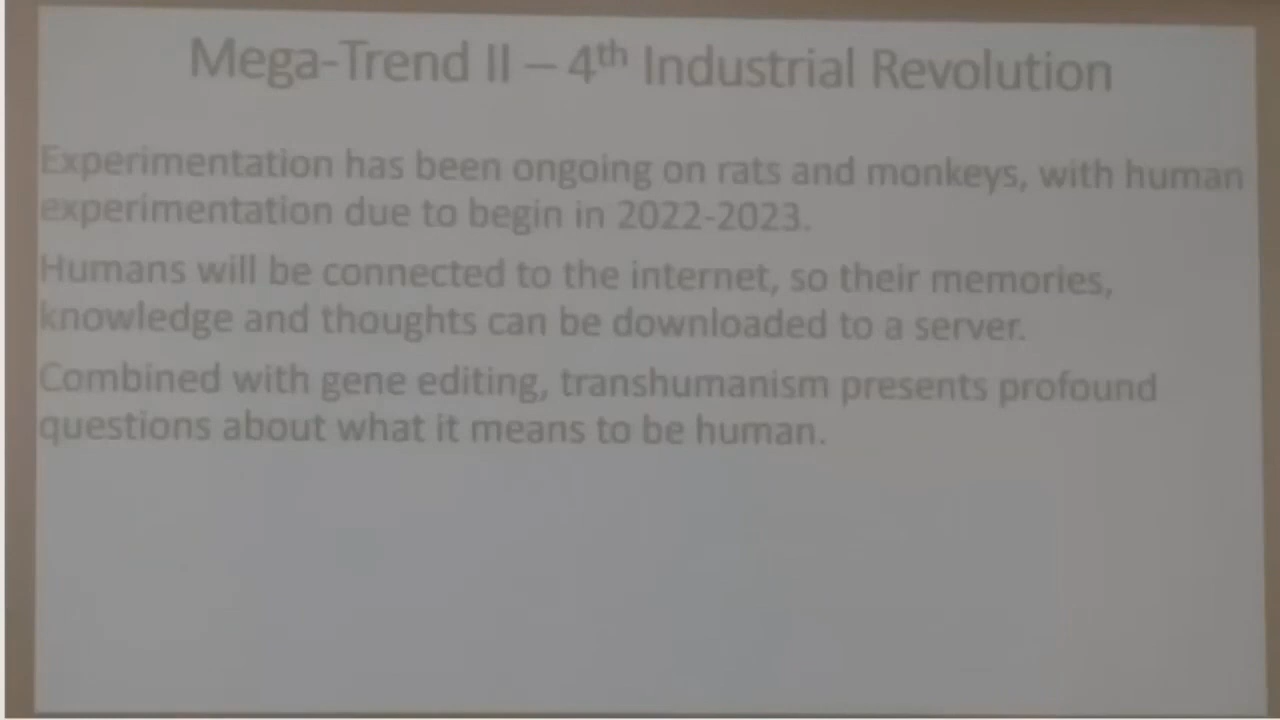 Mega-Trend II – 4th Industrial Revolution
Experimentation has been ongoing on rats and monkeys, with human
experimentation due to begin in 2022-2023.
Humans will be connected to the internet, so their memories,
knowledge and thoughts can be downloaded to a server.
Combined with gene editing, transhumanism presents profound
questions about what it means to be human.